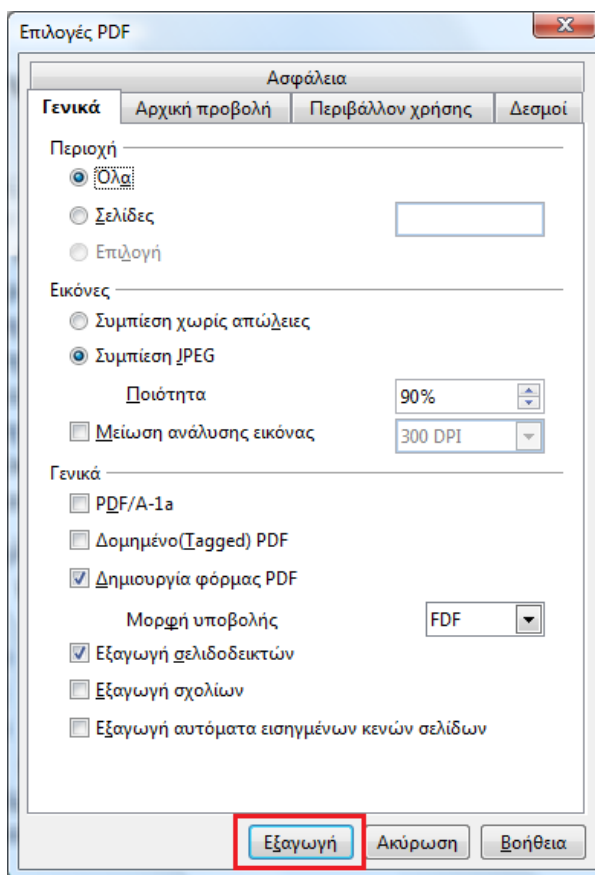 Επιλογές PDF
Ασφάλεια
Γενικά Αρχική προβολή Περιβάλλον χρήσης Δεσμοί
Περιοχή
Όλα
Σελίδες
Επιλογή
Εικόνες
Συμπίεση χωρίς απώλειες
Συμπίεση JPEG
Ποιότητα 90%
Μείωση ανάλυσης εικόνας 300 DPI
Γενικά
PDF/A-1a
Δομημένο(Tagged) PDF
Δημιουργία φόρμας PDF
Μορφή υποβολής FDF
Εξαγωγή σελιδοδεικτών
Εξαγωγή σχολίων
Εξαγωγή αυτόματα εισηγμένων κενών σελίδων
Εξαγωγή Ακύρωση Βοήθεια